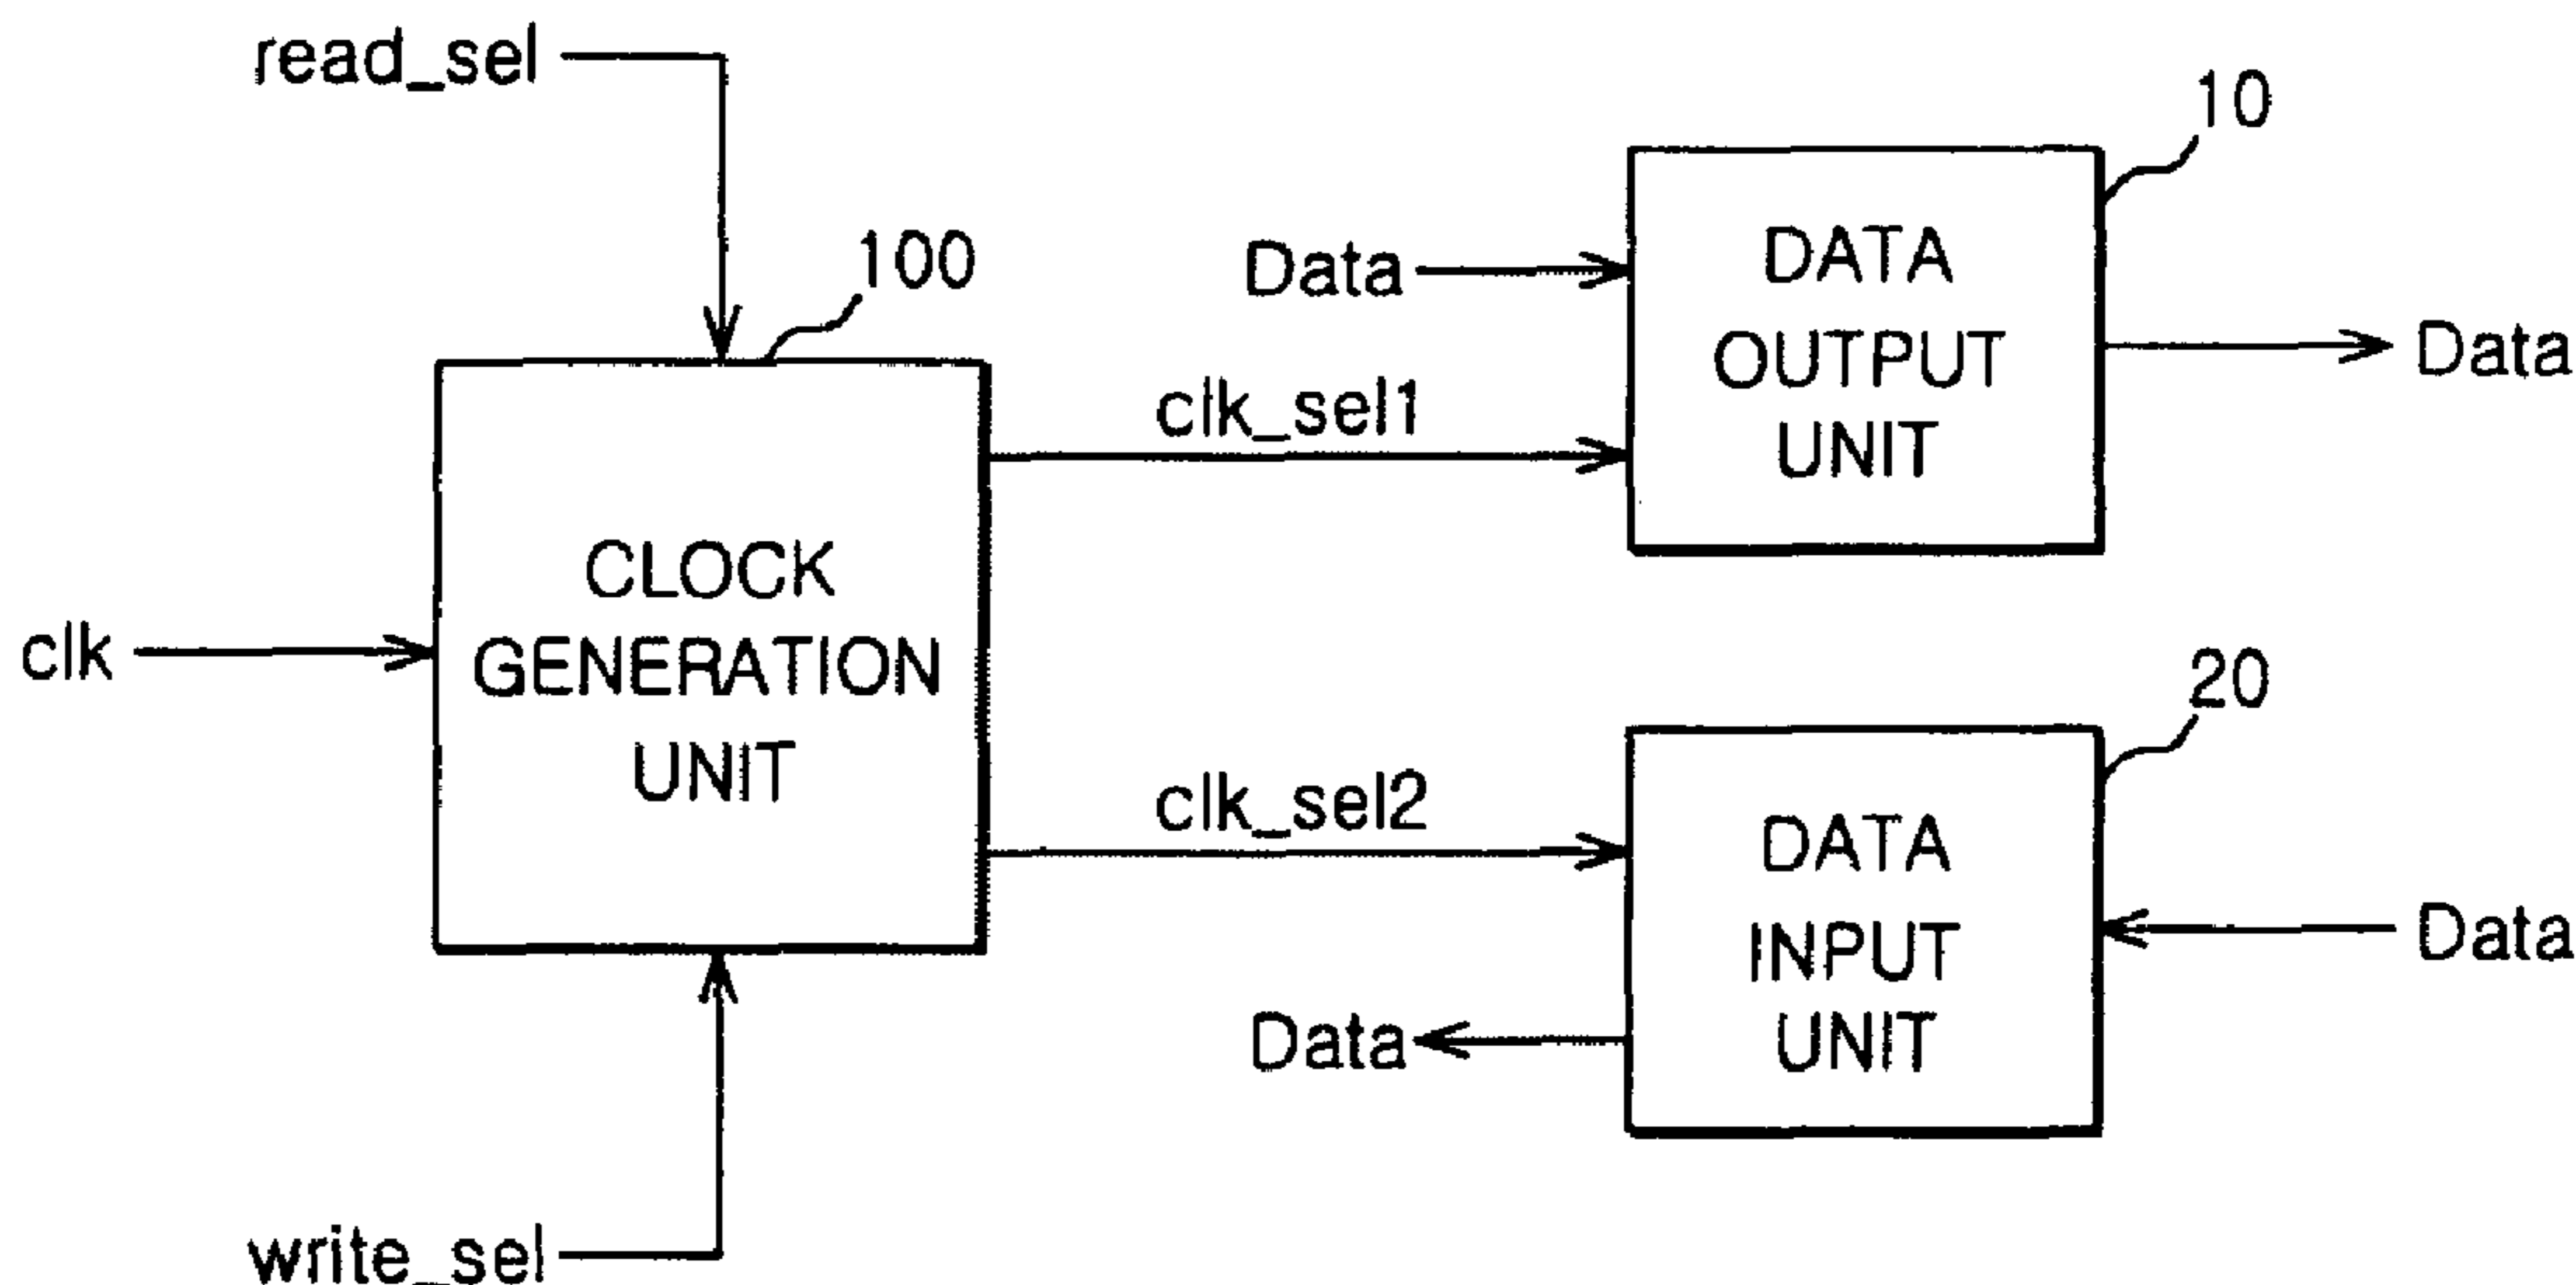 read_sel
10
100
Data
DATA
OUTPUT
UNIT
Data
clk_sel1
clk
CLOCK
GENERATION
UNIT
20
clk_sel2
DATA
INPUT
UNIT
Data
Data
write_sel